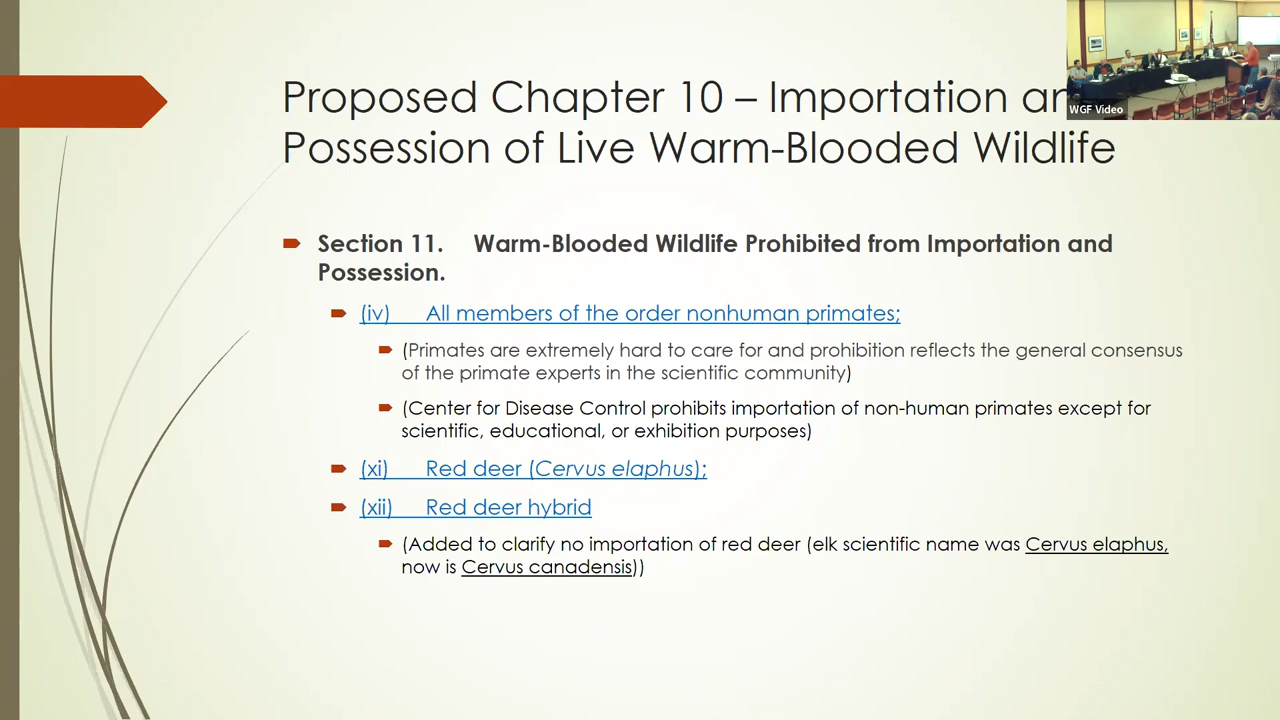 Proposed Chapter 10 – Importation an
Possession of Live Warm-Blooded Wildlife
WGF Video
Section 11. Warm-Blooded Wildlife Prohibited from Importation and
Possession.
(iv) All members of the order nonhuman primates;
(Primates are extremely hard to care for and prohibition reflects the general consensus
of the primate experts in the scientific community)
(Center for Disease Control prohibits importation of non-human primates except for
scientific, educational, or exhibition purposes)
(xi) Red deer (Cervus elaphus);
(xii) Red deer hybrid
(Added to clarify no importation of red deer (elk scientific name was Cervus elaphus,
now is Cervus canadensis))